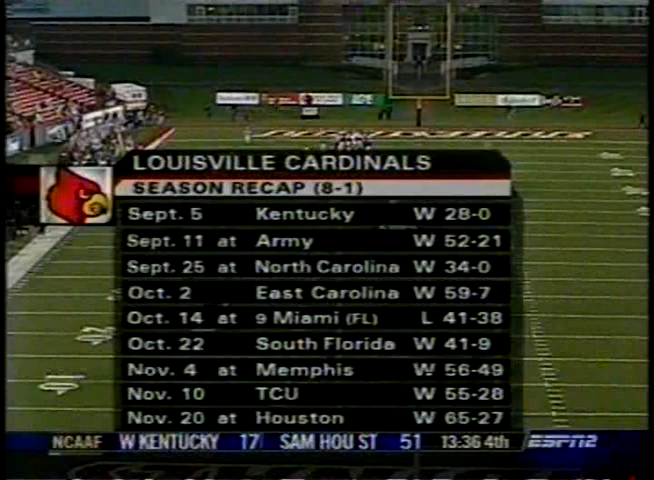 LOUISVILLE CARDINALS
SEASON RECAP (8-1)
Sept. 5 Kentucky W 28-0
Sept. 11 at Army W 52-21
Sept. 25 at North Carolina W 34-0
Oct. 2 East Carolina W 59-7
Oct. 14 at 9 Miami (FL) L 41-38
Oct. 22 South Florida W 41-9
Nov. 4 at Memphis W 56-49
Nov. 10 TCU W 55-28
Nov. 20 at Houston W 65-27
NCAAF W KENTUCKY 17 SAM HOU ST 51 13:36 4th ESPN2